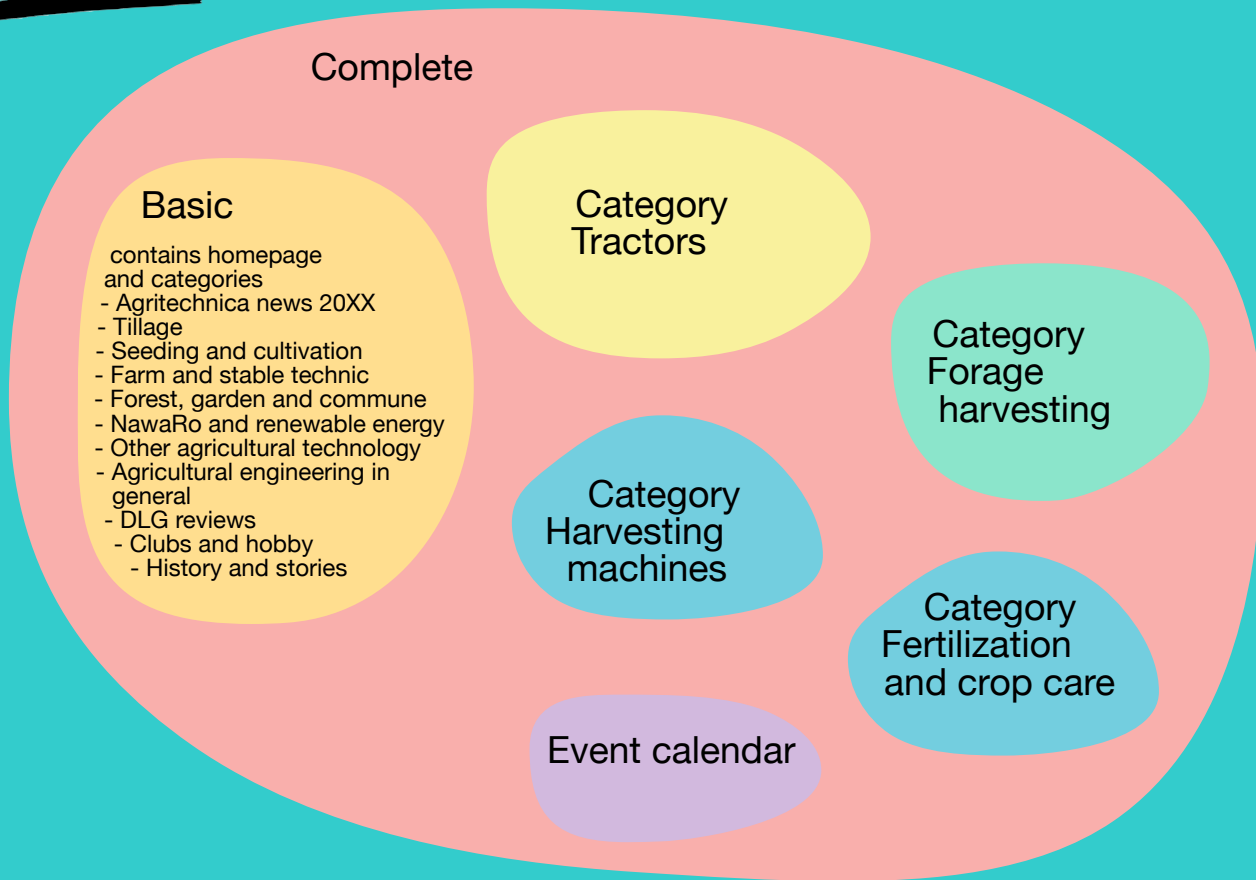 Complete
Basic
contains homepage
and categories
- Agritechnica news 20XX
- Tillage
- Seeding and cultivation
- Farm and stable technic
- Forest, garden and commune
- NawaRo and renewable energy
- Other agricultural technology
- Agricultural engineering in
general
- DLG reviews
- Clubs and hobby
- History and stories
Category
Tractors
Category
Forage
harvesting
Category
Harvesting
machines
Category
Fertilization
and crop care
Event calendar